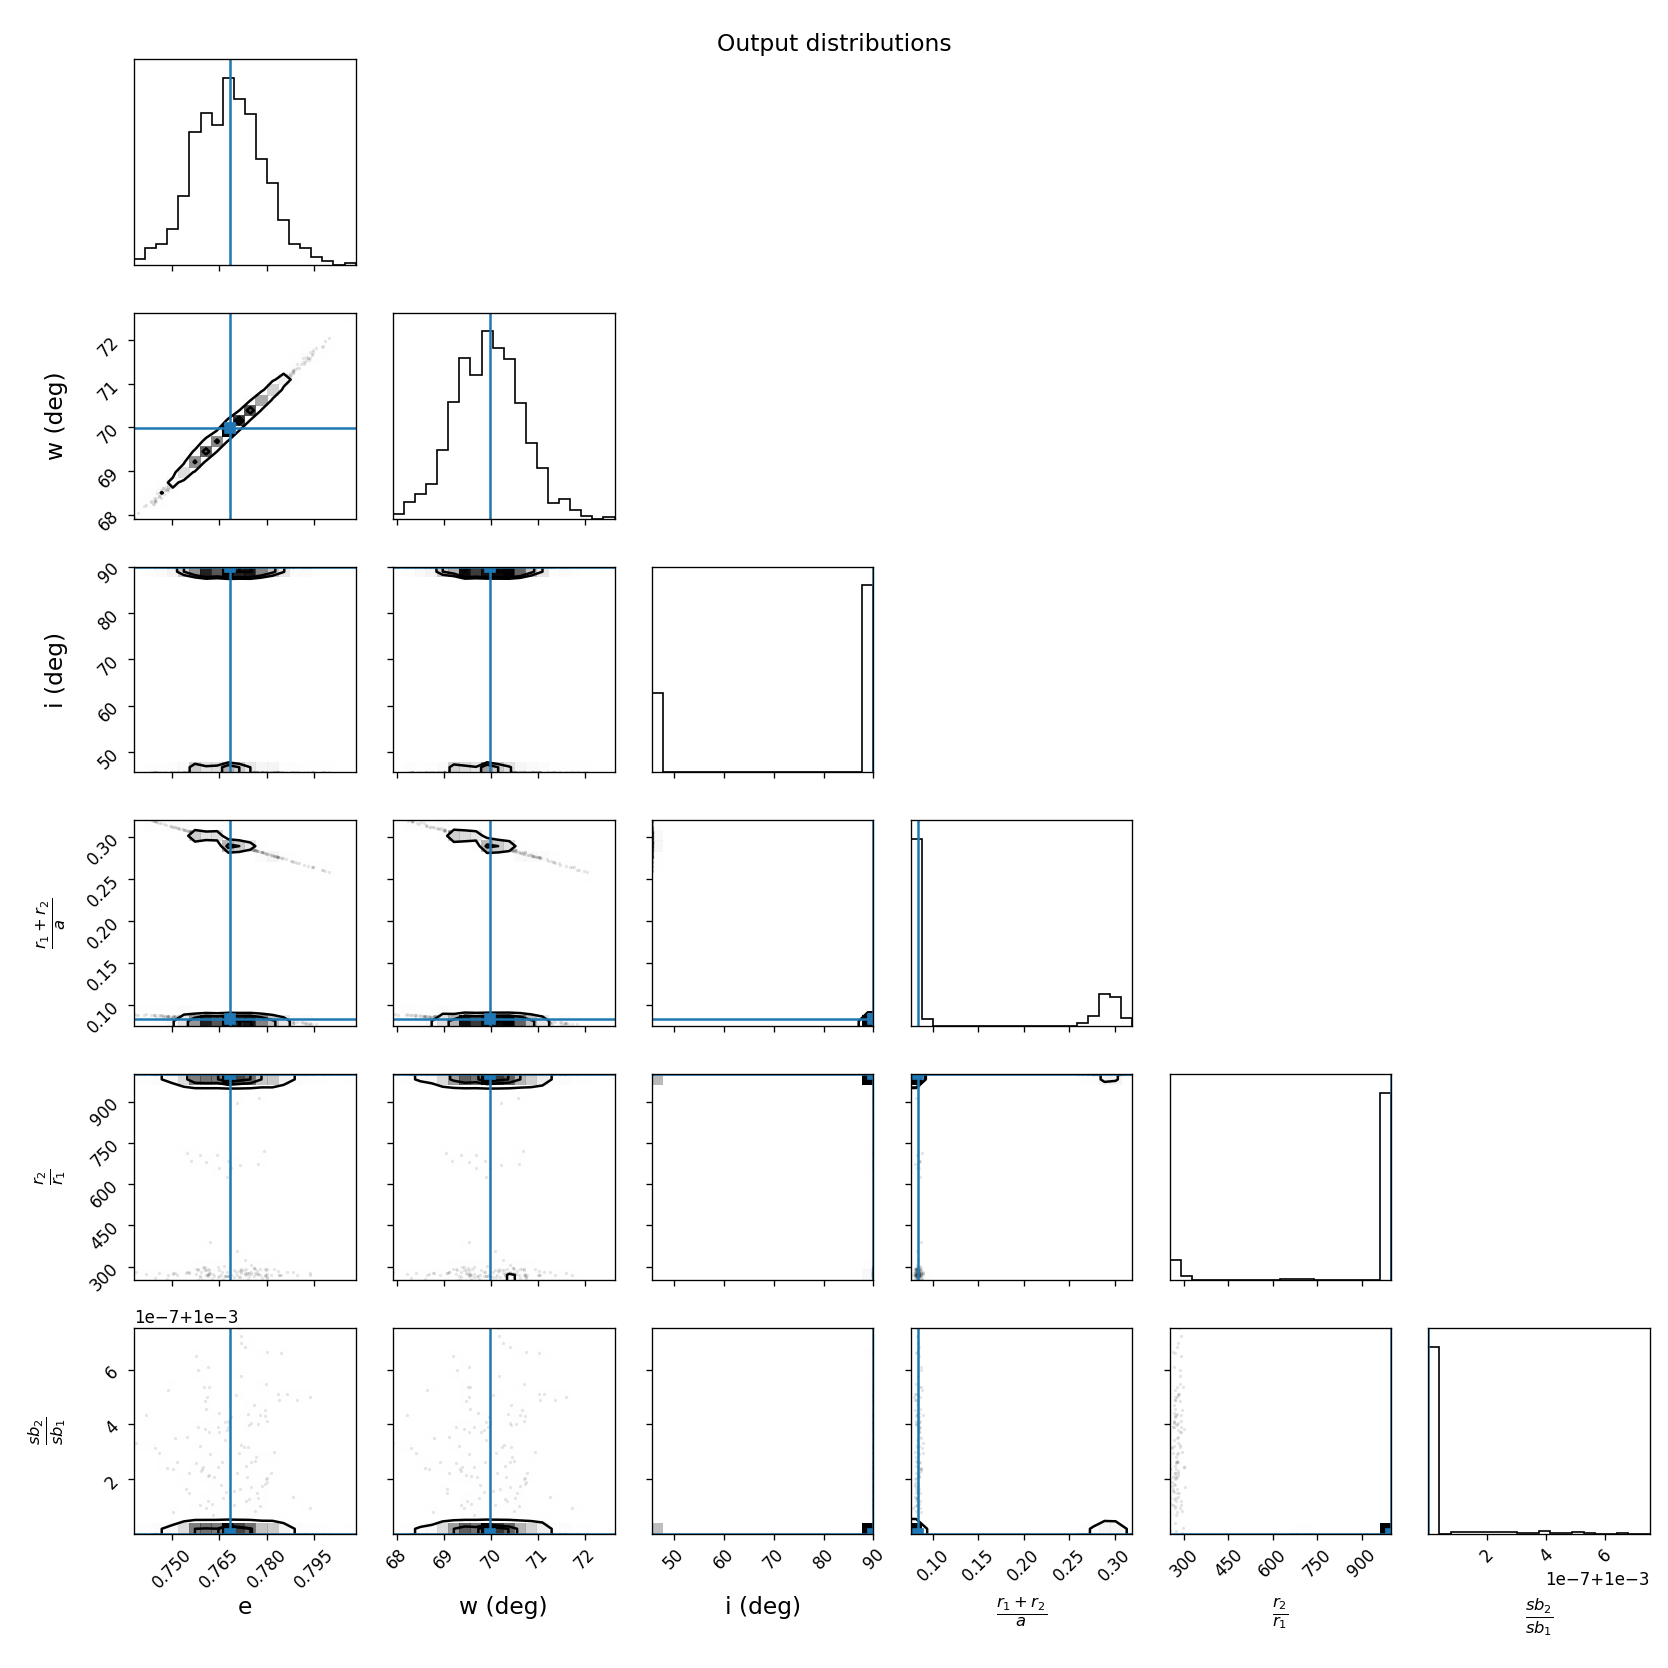 Output distributions
w (deg)
72
71
70
69
68
i (deg)
90
80
70
60
50
r₁ + r₂
a
0.30
0.25
0.20
0.15
0.10
r₂
r₁
900
750
600
450
300
1e−7+1e−3
sb₂
sb₁
6
4
2
0.750 0.765 0.780 0.795
68 69 70 71 72
50 60 70 80 90
0.10 0.15 0.20 0.25 0.30
300 450 600 750 900
2 4 6
1e−7+1e−3
e
w (deg)
i (deg)
r₁ + r₂
a
r₂
r₁
sb₂
sb₁